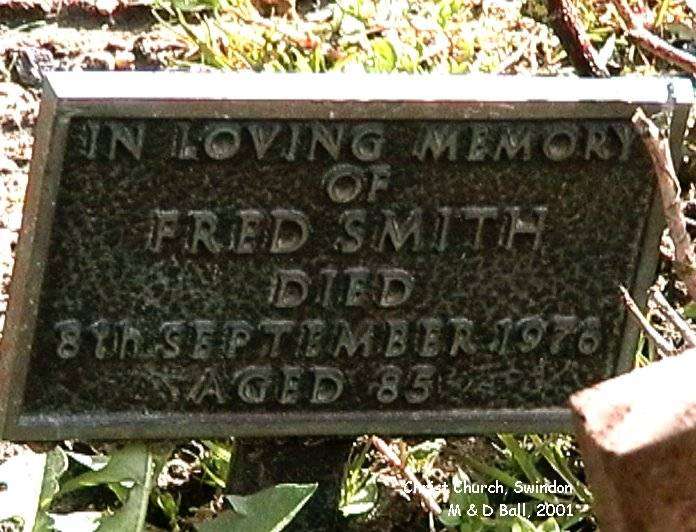 IN LOVING MEMORY
OF
FRED SMITH
DIED
8th SEPTEMBER 1978
AGED 85
Christ Church, Swindon
M & D Ball, 2001